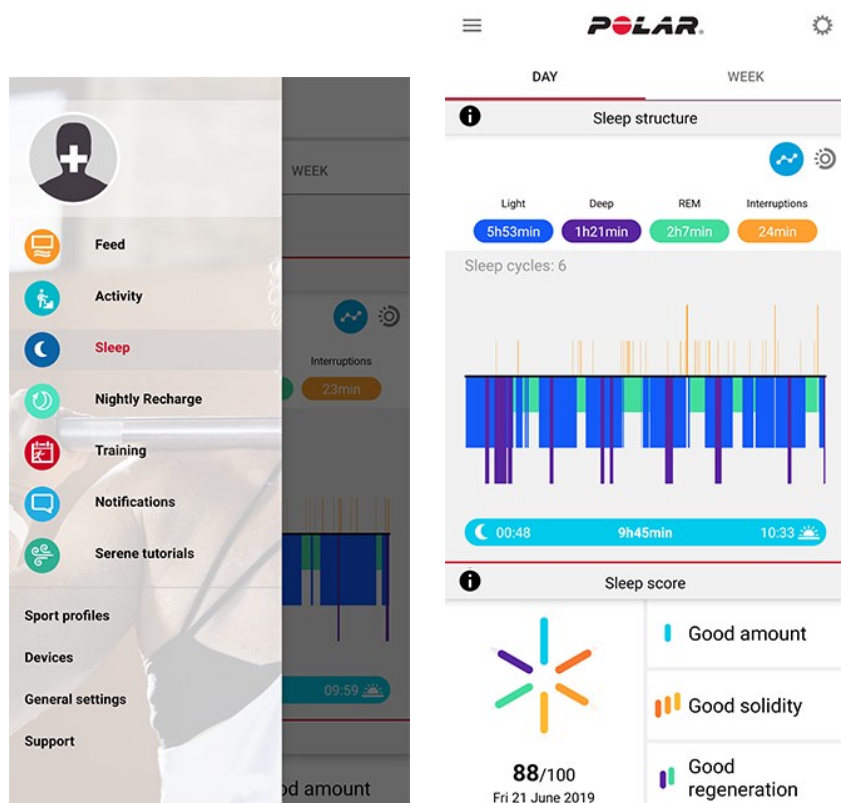 WEEK
Feed
Activity
Sleep
Interruptions
Nightly Recharge
23min
Training
Notifications
Serene tutorials
Sport profiles
Devices
General settings
09:59
Support
od amount
POLAR
DAY
WEEK
Sleep structure
Light
Deep
REM
Interruptions
5h53min
1h21min
2h7min
24min
Sleep cycles: 6
00:48
9h45min
10:33
Sleep score
Good amount
Good solidity
88/100
Fri 21 June 2019
Good
regeneration